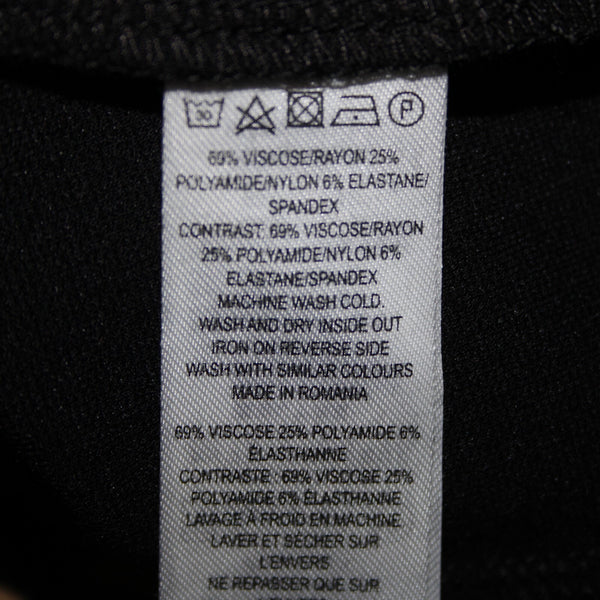 30 P
69% VISCOSE/RAYON 25%
POLYAMIDE/NYLON 6% ELASTANE/
SPANDEX
CONTRAST: 69% VISCOSE/RAYON
25% POLYAMIDE/NYLON 6%
ELASTANE/SPANDEX
MACHINE WASH COLD.
WASH AND DRY INSIDE OUT
IRON ON REVERSE SIDE
WASH WITH SIMILAR COLOURS
MADE IN ROMANIA
69% VISCOSE 25% POLYAMIDE 6%
ÉLASTHANNE
CONTRASTE : 69% VISCOSE 25%
POLYAMIDE 6% ÉLASTHANNE
LAVAGE À FROID EN MACHINE
LAVER ET SÉCHER SUR
L'ENVERS
NE REPASSER QUE SUR